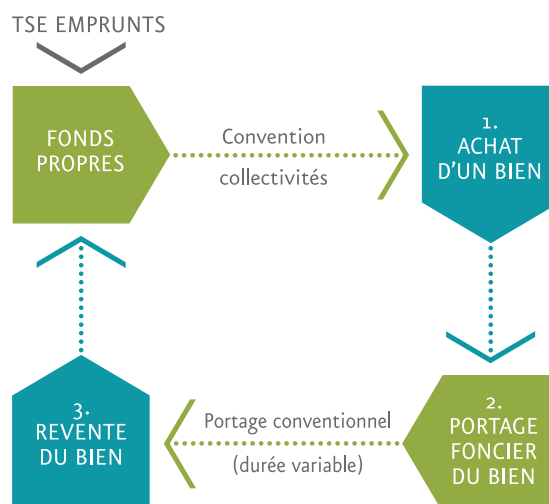 TSE EMPRUNTS
FONDS
PROPRES
Convention
collectivités
1.
ACHAT
D'UN BIEN
2.
PORTAGE
FONCIER
DU BIEN
Portage conventionnel
(durée variable)
3.
REVENTE
DU BIEN